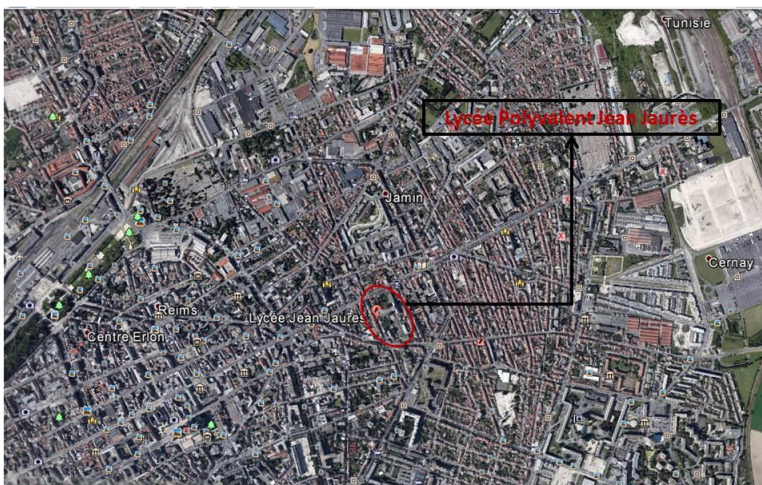 Tunisie
Lycée Polyvalent Jean Jaurès
Jamin
Cernay
Reims
Lycée Jean Jaurès
Centre Erlon